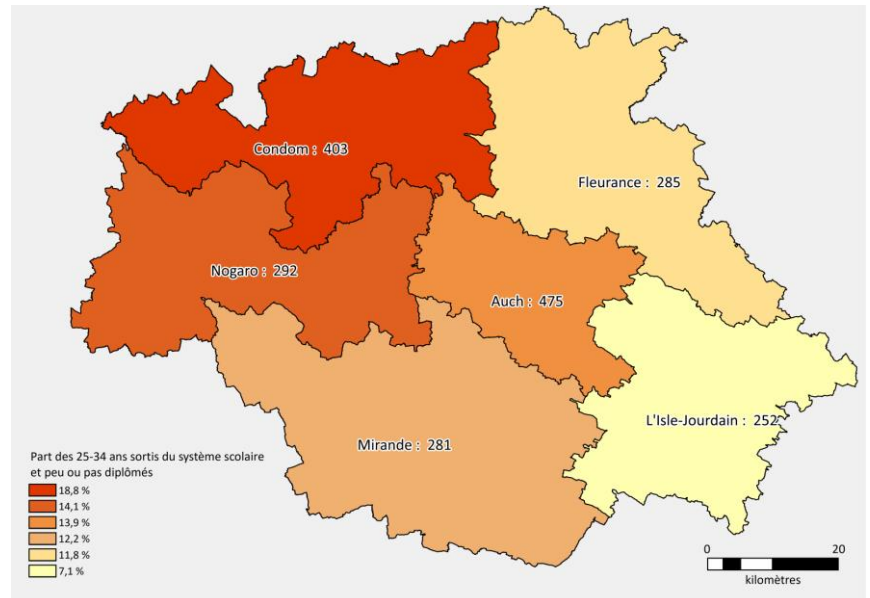 Condom : 403
Fleurance : 285
Nogaro : 292
Auch : 475
L'Isle-Jourdain : 252
Mirande : 281
Part des 25-34 ans sortis du système scolaire
et peu ou pas diplômés
18,8 %
14,1 %
13,9 %
12,2 %
11,8 %
7,1 %
0 20
kilomètres